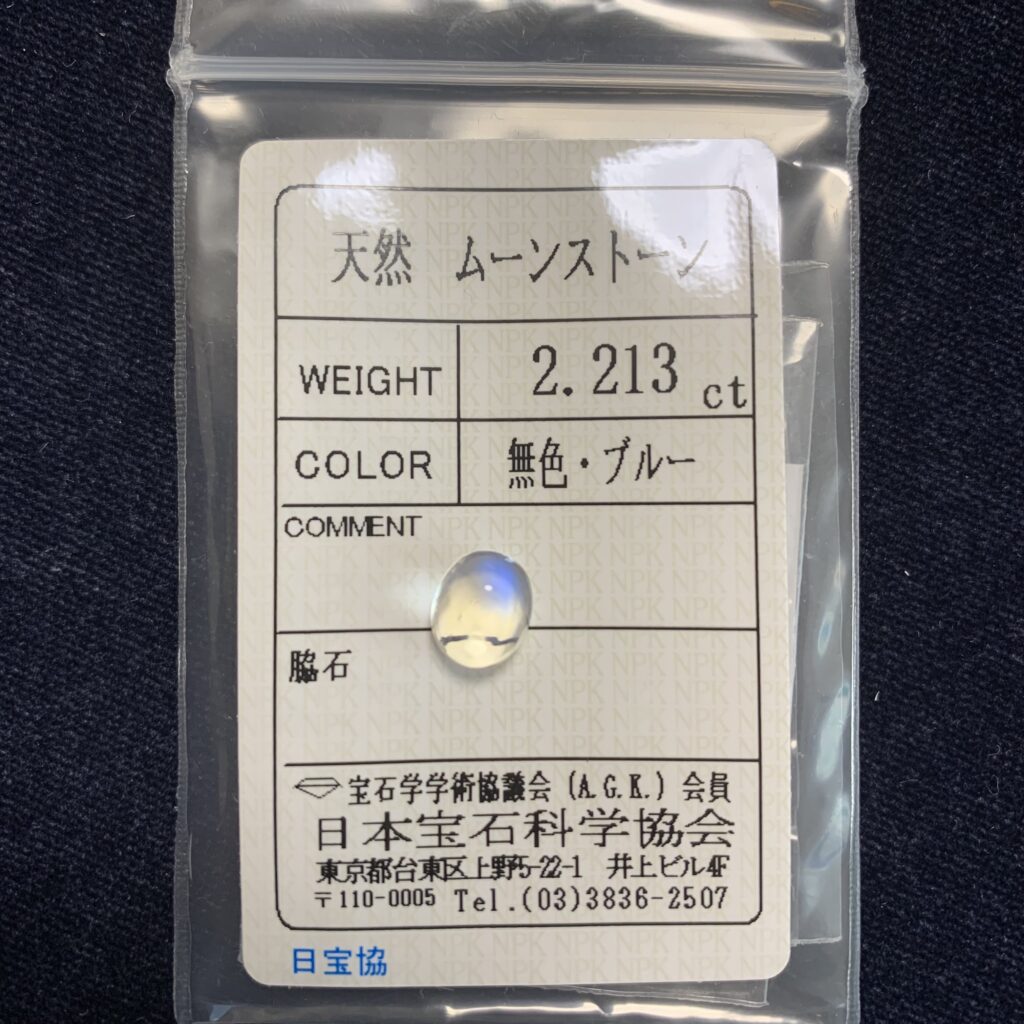 天然 ムーンストーン
WEIGHT 2.213 ct
COLOR 無色・ブルー
COMMENT
脇石
宝石学学術協議会(A.G.K.)会員
日本宝石科学協会
東京都台東区上野5-22-1 井上ビル4F
〒110-0005 Tel.(03)3836-2507
日宝協